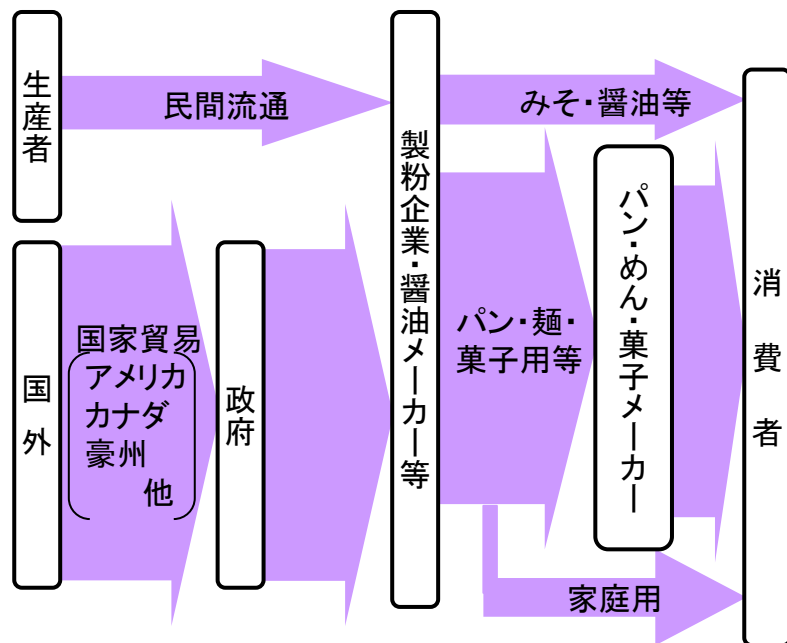 生産者
民間流通
国外
国家貿易
アメリカ
カナダ
豪州
他
政府
製粉企業・醤油メーカー等
みそ・醤油等
パン・麺・
菓子用等
パン・めん・菓子メーカー
家庭用
消費者